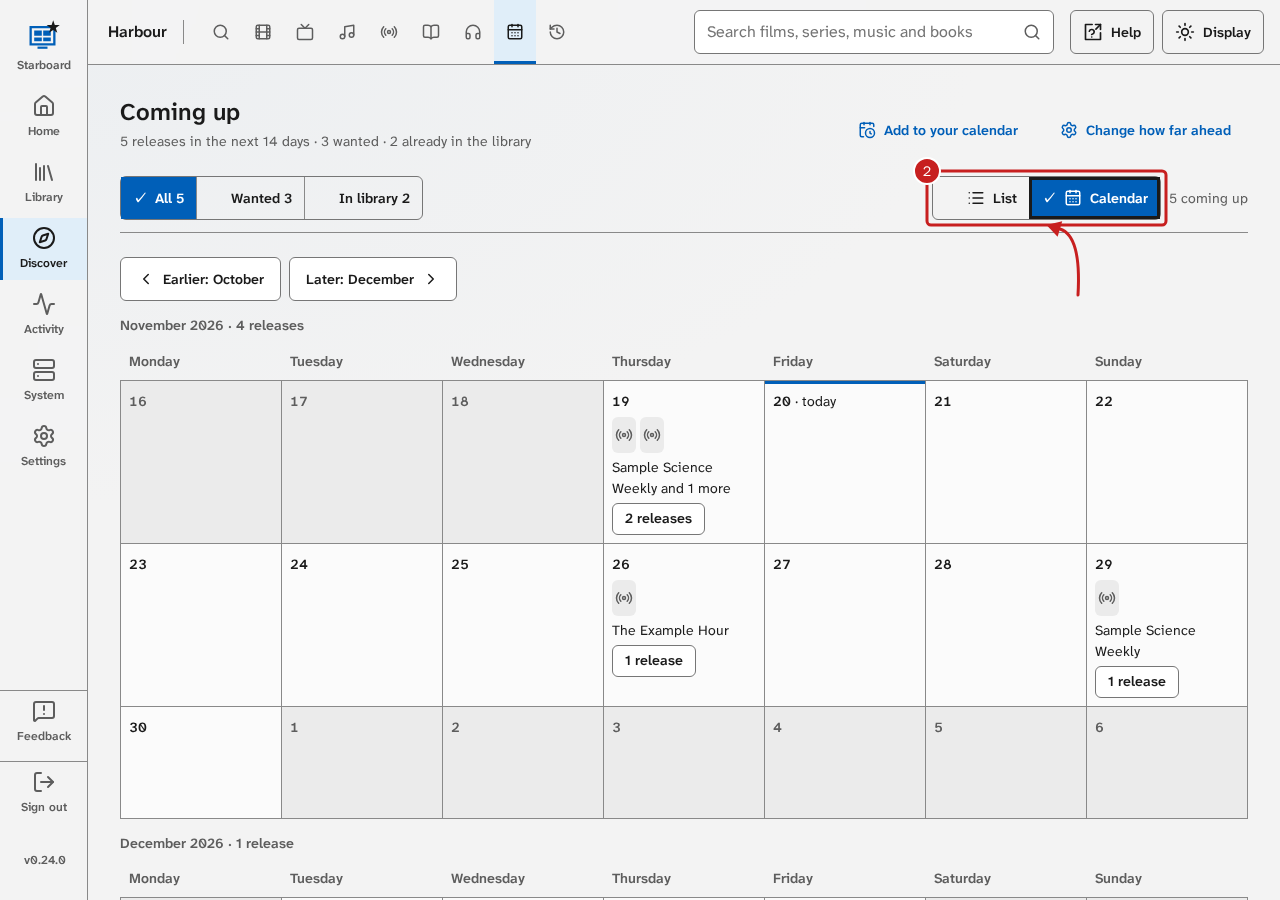 Starboard
Home
Library
Discover
Activity
System
Settings
Feedback
Sign out
v0.24.0
Harbour
Search films, series, music and books
Help
Display
Coming up
5 releases in the next 14 days · 3 wanted · 2 already in the library
Add to your calendar
Change how far ahead
✓ All 5
Wanted 3
In library 2
2
List
✓ Calendar
5 coming up
Earlier: October
Later: December
November 2026 · 4 releases
Monday Tuesday Wednesday Thursday Friday Saturday Sunday
16 17 18 19 20 · today 21 22
Sample Science
Weekly and 1 more
2 releases
23 24 25 26 27 28 29
The Example Hour
1 release
Sample Science
Weekly
1 release
30 1 2 3 4 5 6
December 2026 · 1 release
Monday Tuesday Wednesday Thursday Friday Saturday Sunday